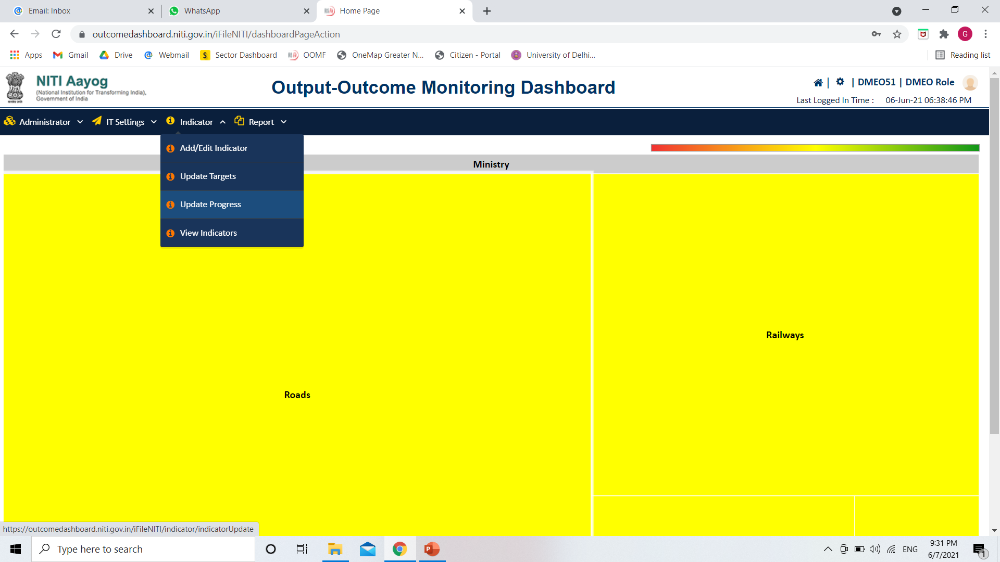 Email: Inbox
WhatsApp
Home Page
outcomedashboard.niti.gov.in/iFileNITI/dashboardPageAction
G
Apps
Gmail
Drive
Webmail
S
Sector Dashboard
OOMF
OneMap Greater N...
Citizen - Portal
University of Delhi...
Reading list
NITI Aayog
(National Institution for Transforming India),
Government of India
Output-Outcome Monitoring Dashboard
| | DMEO51 | DMEO Role
Last Logged In Time : 06-Jun-21 06:38:46 PM
Administrator
IT Settings
Indicator
Report
Add/Edit Indicator
Update Targets
Update Progress
View Indicators
Ministry
Roads
Railways
https://outcomedashboard.niti.gov.in/iFileNITI/indicator/indicatorUpdate
Type here to search
P
ENG
9:31 PM
6/7/2021
1